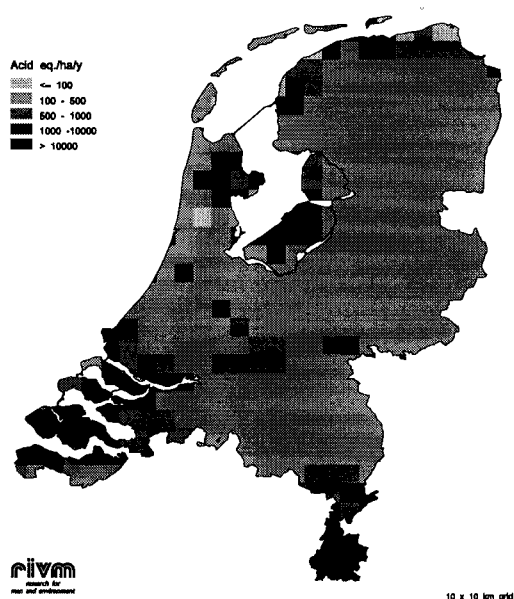 Acid eq./ha/y
<= 100
100 - 500
500 - 1000
1000 -10000
> 10000
rivm
research for
man and environment
10 x 10 km grid